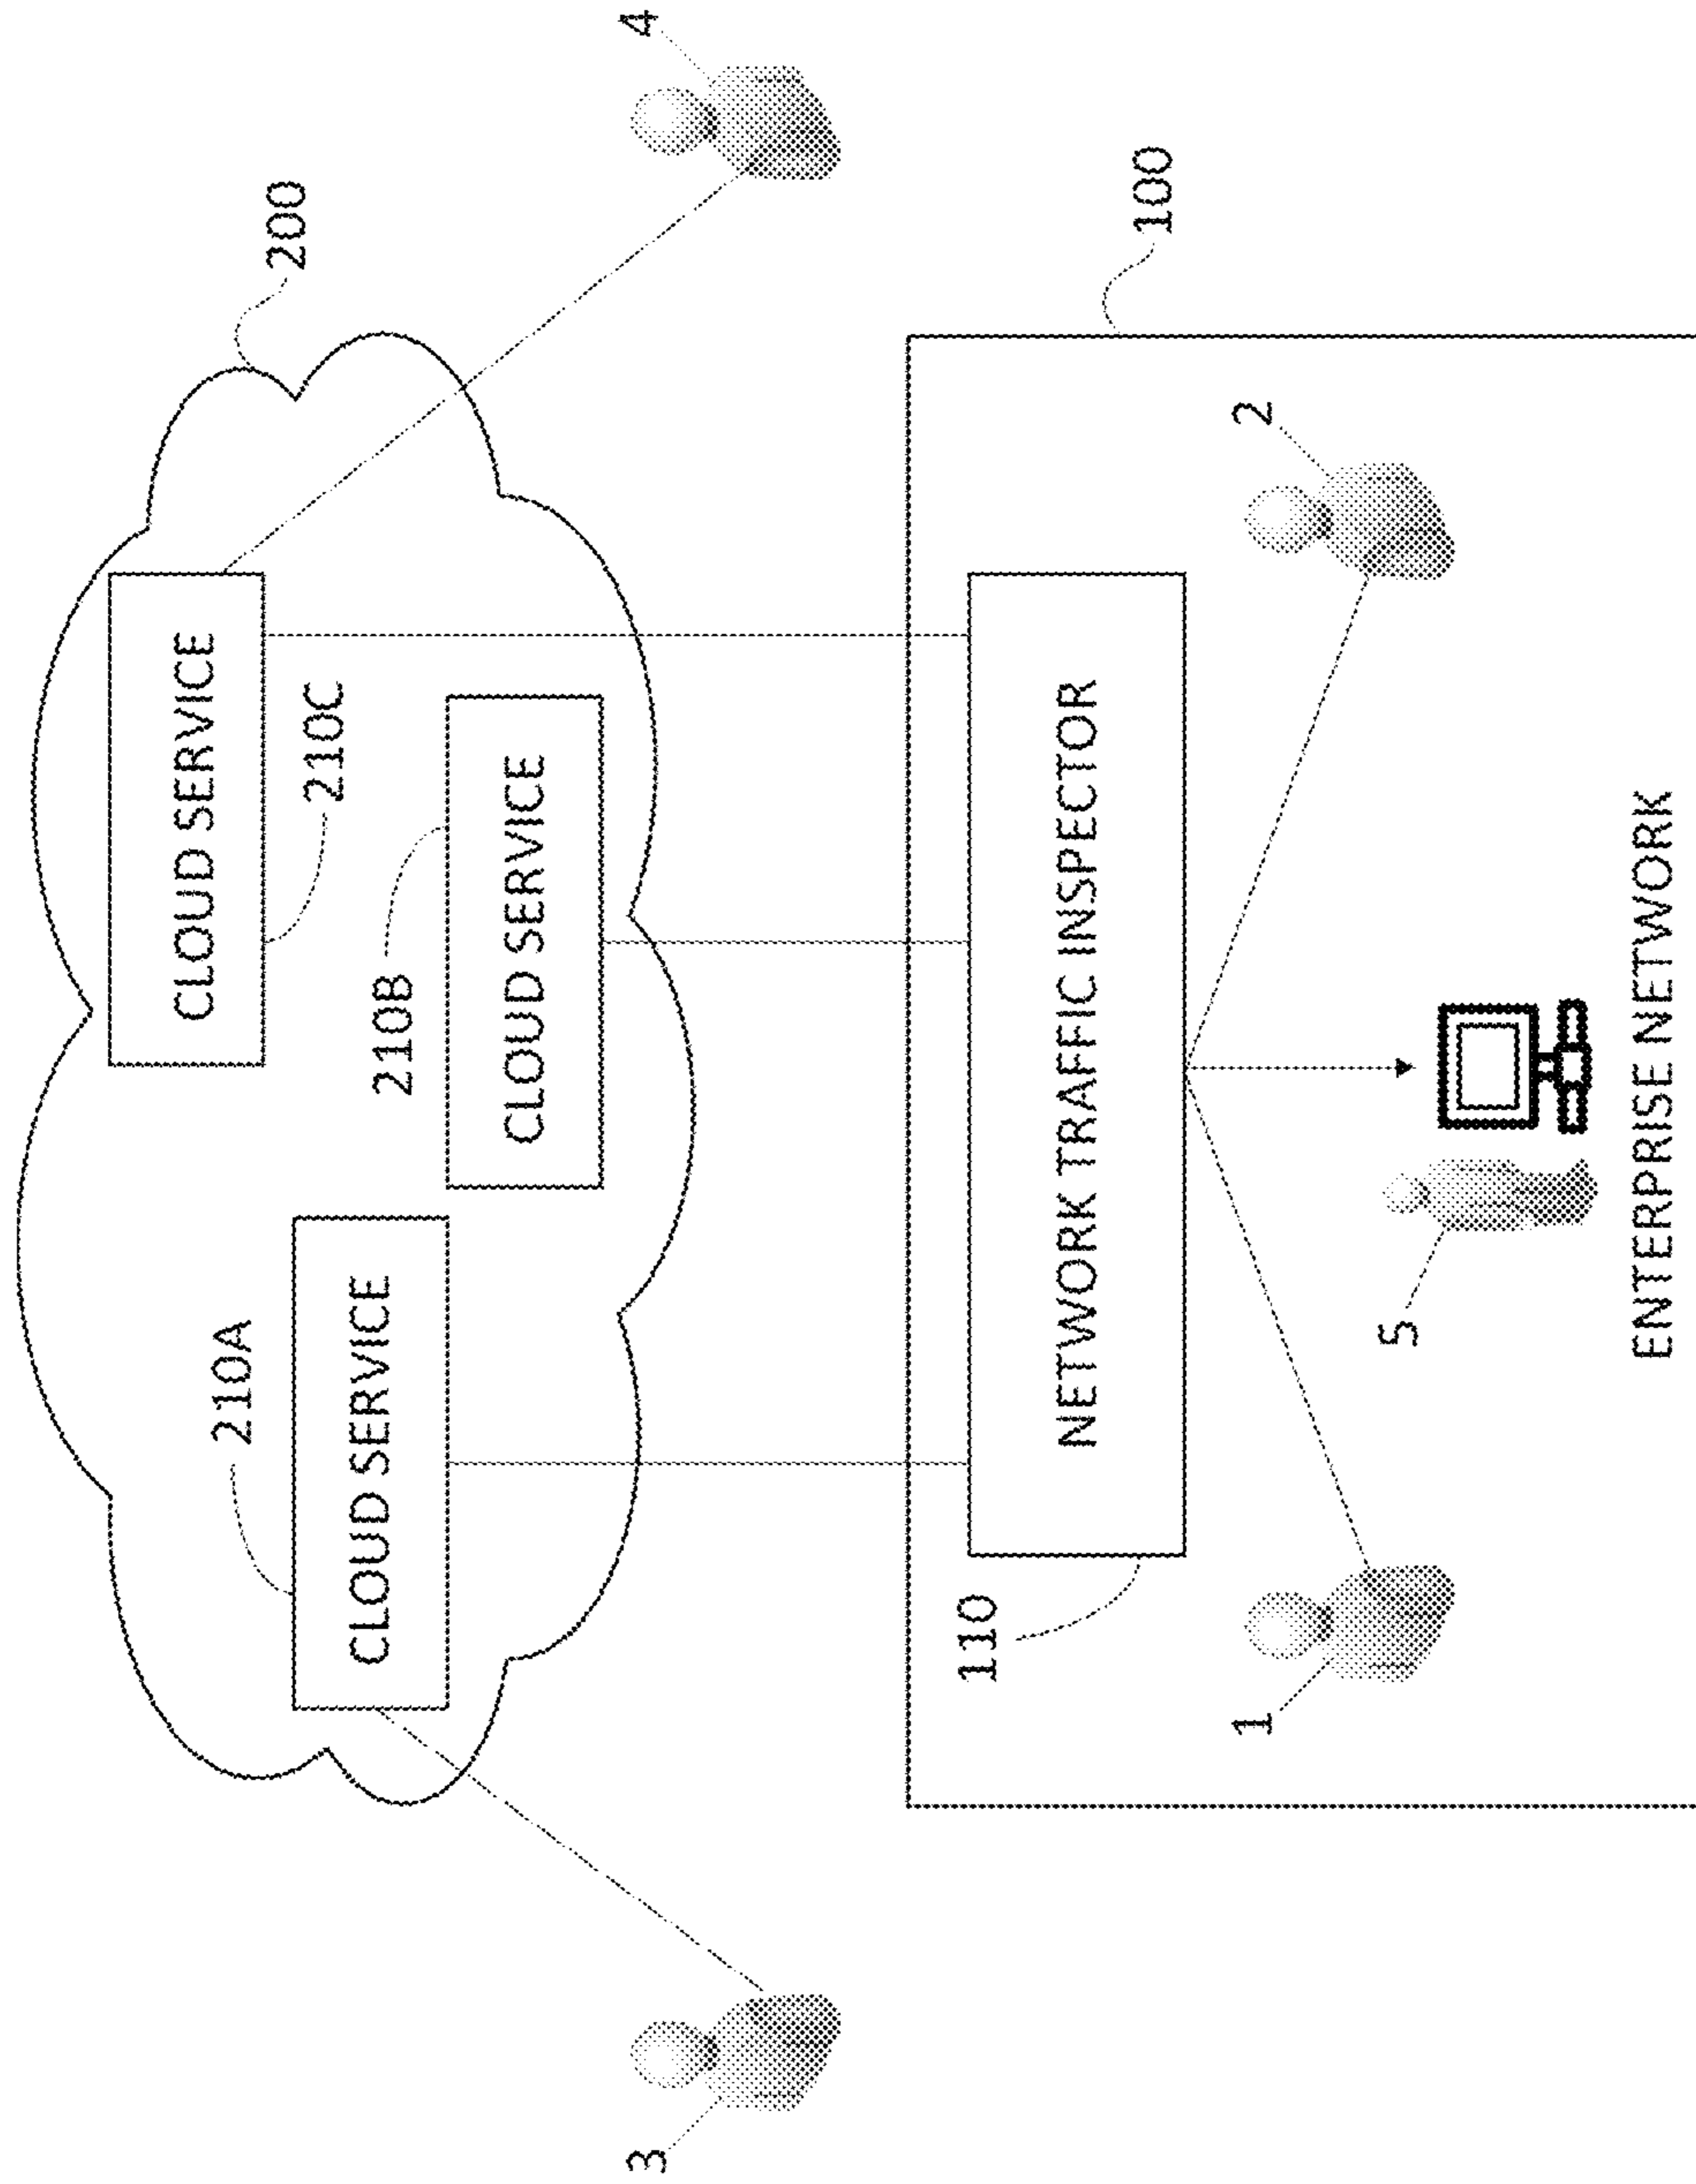 200
CLOUD SERVICE
210C
210A
CLOUD SERVICE
210B
CLOUD SERVICE
3
4
100
110
NETWORK TRAFFIC INSPECTOR
1
2
5
ENTERPRISE NETWORK